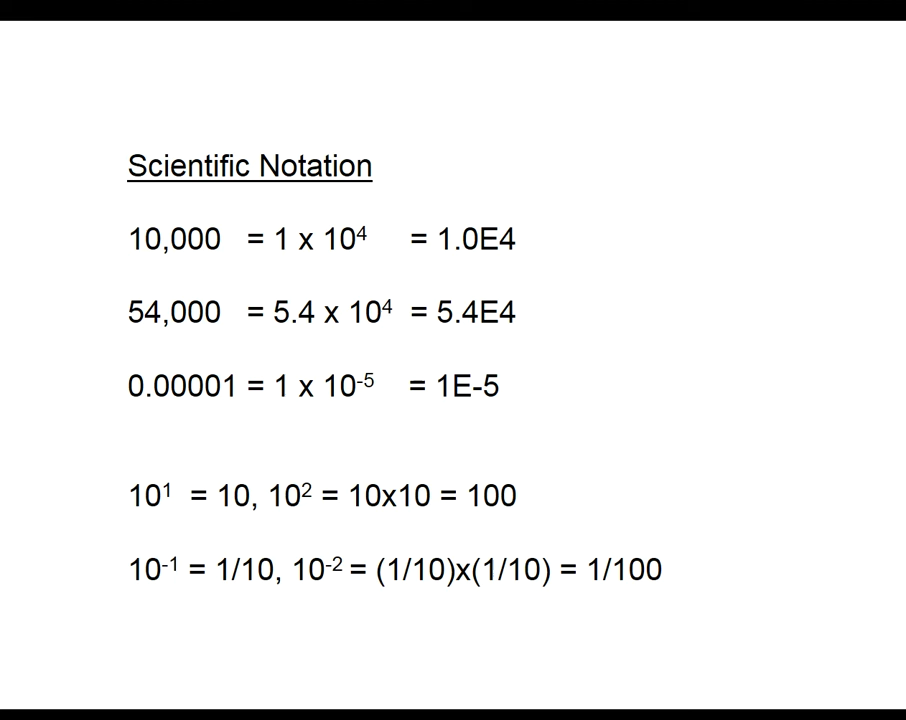 Scientific Notation
10,000 = 1 x 10⁴ = 1.0E4
54,000 = 5.4 x 10⁴ = 5.4E4
0.00001 = 1 x 10⁻⁵ = 1E-5
10¹ = 10, 10² = 10x10 = 100
10⁻¹ = 1/10, 10⁻² = (1/10)x(1/10) = 1/100